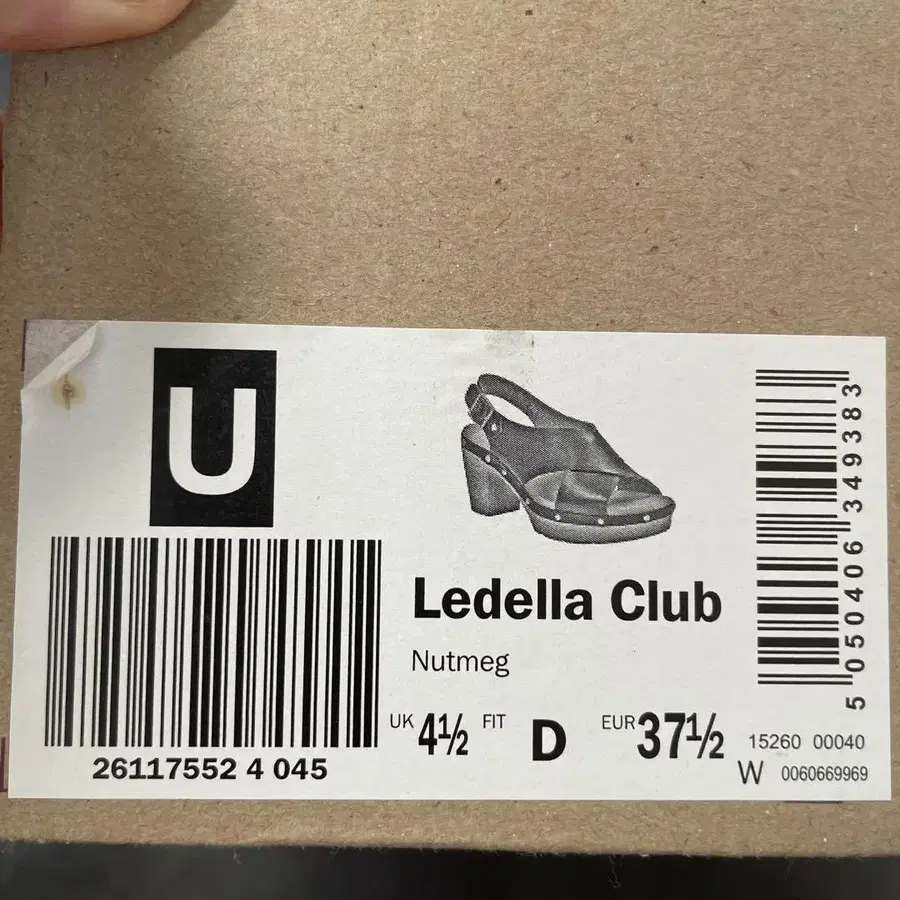 U
26117552 4 045
Ledella Club
Nutmeg
UK 4½ FIT D EUR 37½
5 050406 349383
15260 00040
W 0060669969